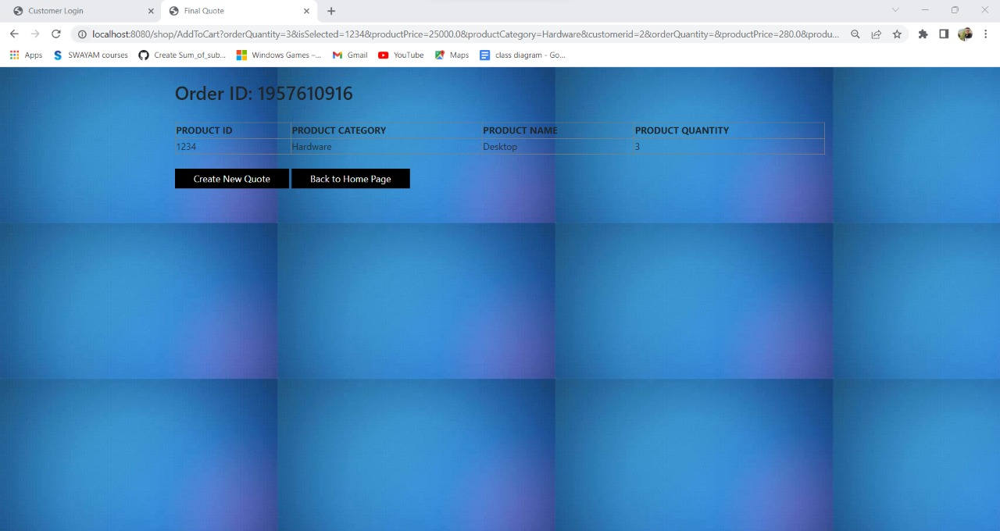 Customer Login
Final Quote
localhost:8080/shop/AddToCart?orderQuantity=3&isSelected=1234&productPrice=25000.0&productCategory=Hardware&customerid=2&orderQuantity=&productPrice=280.0&produ...
Apps SWAYAM courses Create Sum_of_sub... Windows Games –... Gmail YouTube Maps class diagram - Go...
Order ID: 1957610916
PRODUCT ID PRODUCT CATEGORY PRODUCT NAME PRODUCT QUANTITY
1234 Hardware Desktop 3
Create New Quote Back to Home Page